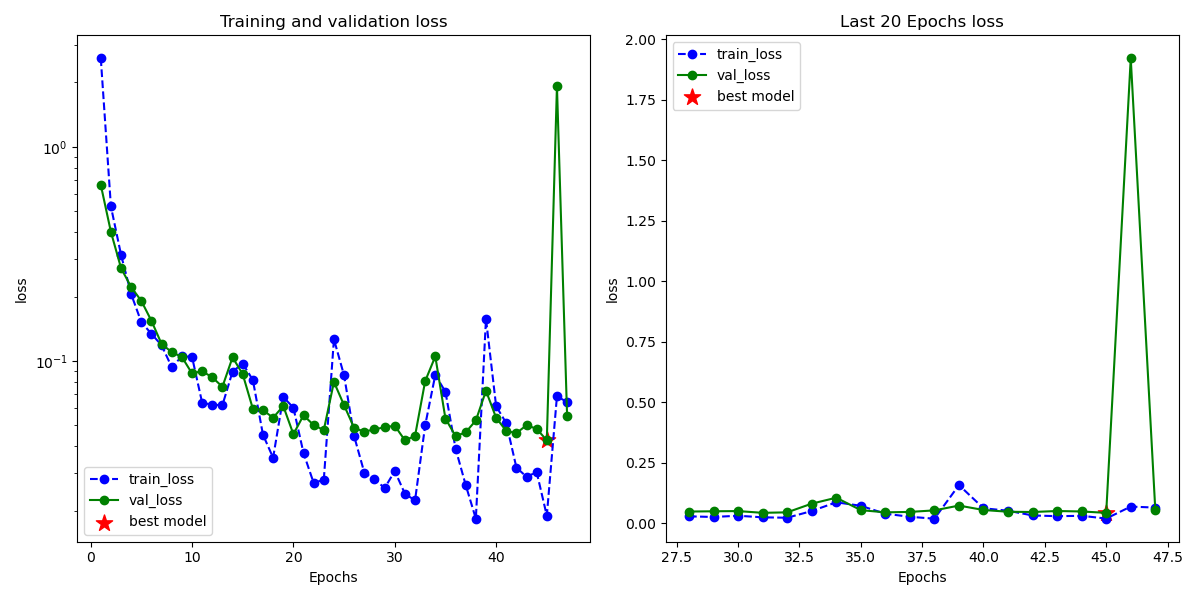 Training and validation loss
loss
10⁰
10⁻¹
train_loss
val_loss
best model
0
10
20
30
40
Epochs
Last 20 Epochs loss
loss
2.00
1.75
1.50
1.25
1.00
0.75
0.50
0.25
0.00
train_loss
val_loss
best model
27.5
30.0
32.5
35.0
37.5
40.0
42.5
45.0
47.5
Epochs